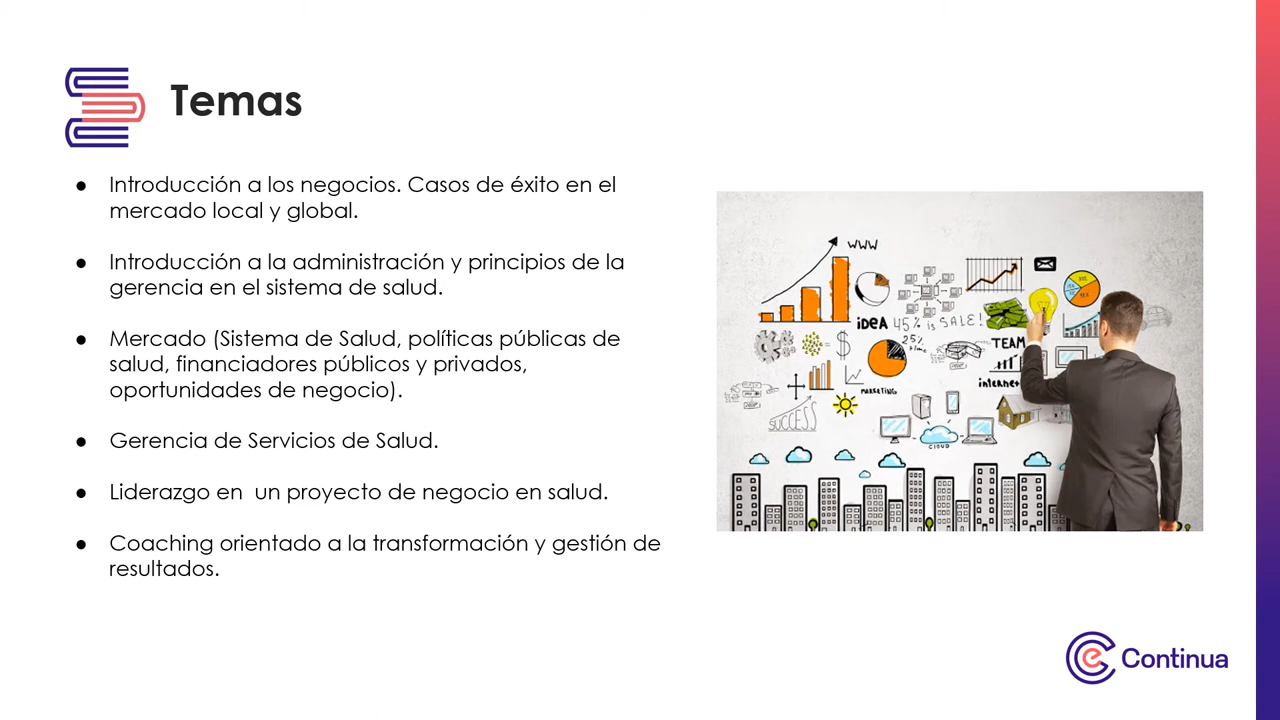 Temas
● Introducción a los negocios. Casos de éxito en el
mercado local y global.
● Introducción a la administración y principios de la
gerencia en el sistema de salud.
● Mercado (Sistema de Salud, políticas públicas de
salud, financiadores públicos y privados,
oportunidades de negocio).
● Gerencia de Servicios de Salud.
● Liderazgo en  un proyecto de negocio en salud.
● Coaching orientado a la transformación y gestión de
resultados.
WWW
IDEA 45% is SALE!
25%
TEAM
MARKETING
internet
SUCCESS
CLOUD
Continua